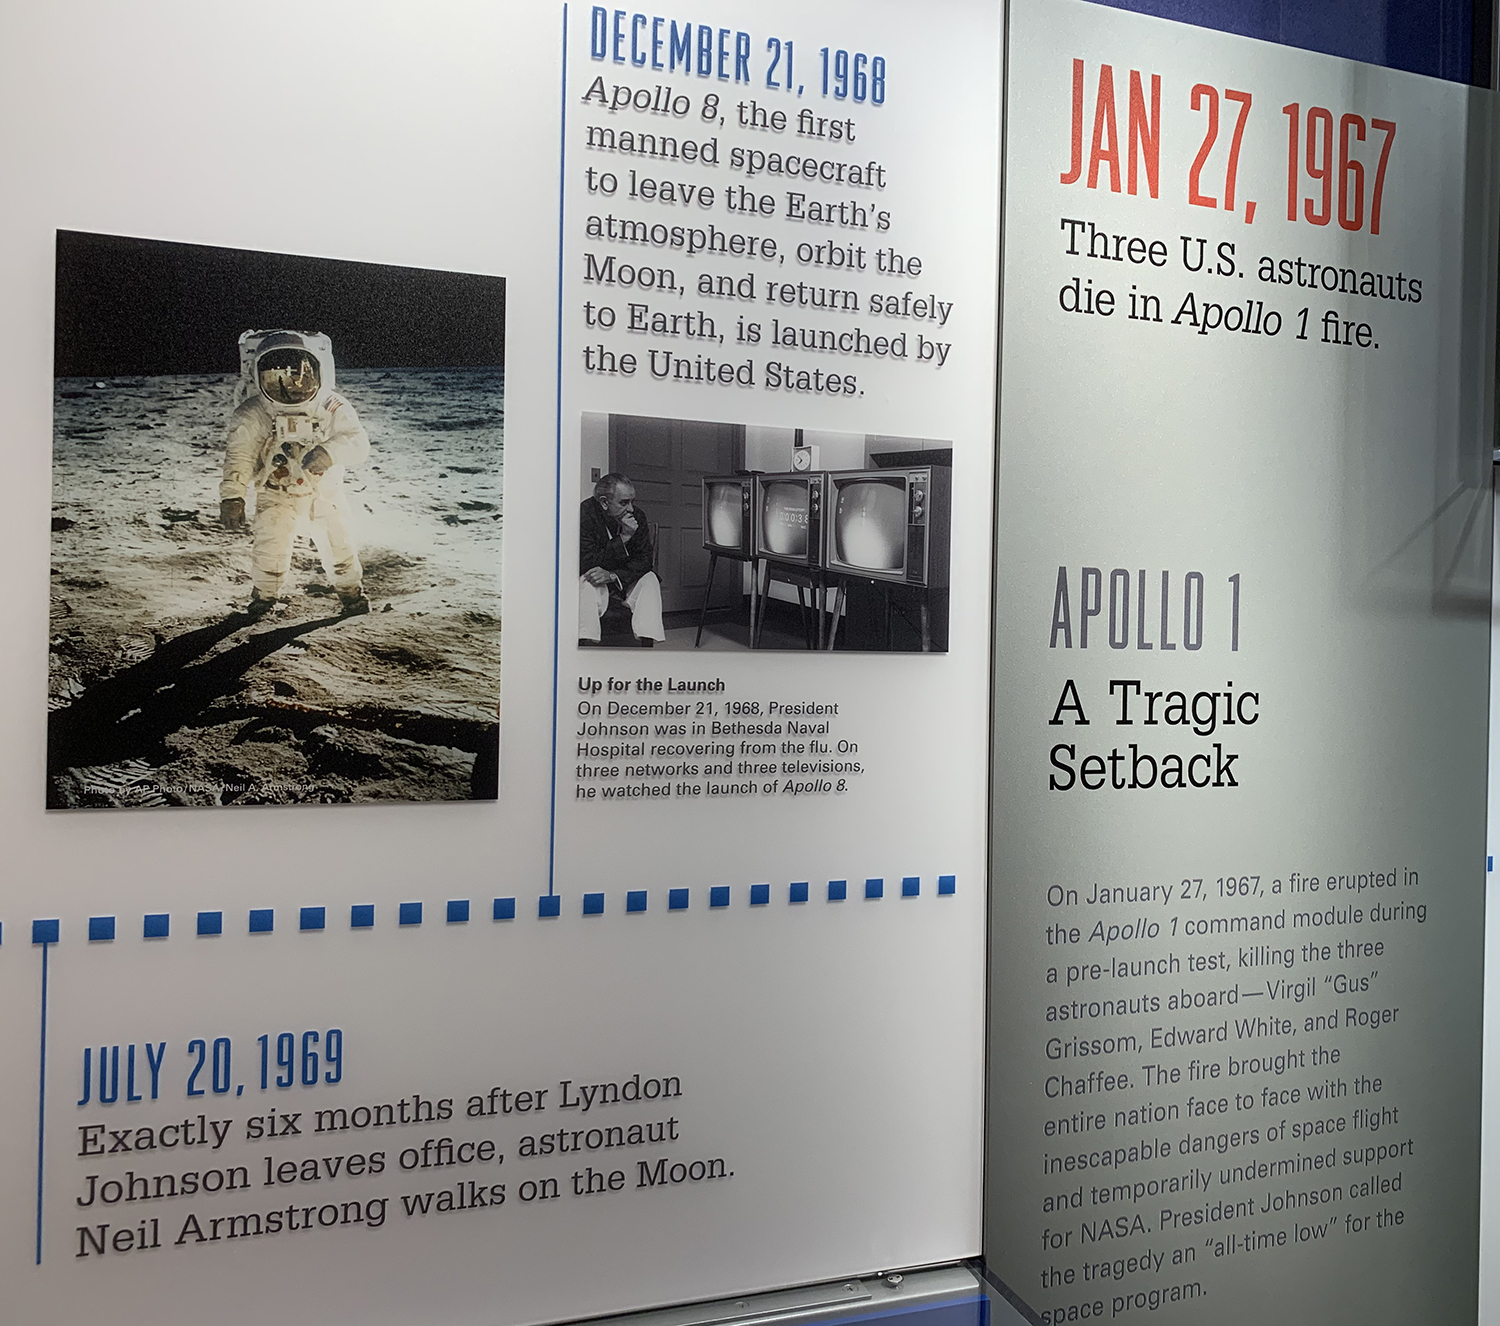 DECEMBER 21, 1968
Apollo 8, the first
manned spacecraft
to leave the Earth's
atmosphere, orbit the
Moon, and return safely
to Earth, is launched by
the United States.
Up for the Launch
On December 21, 1968, President
Johnson was in Bethesda Naval
Hospital recovering from the flu. On
three networks and three televisions,
he watched the launch of Apollo 8.
Photo by AP Photo/NASA/Neil A. Armstrong
JULY 20, 1969
Exactly six months after Lyndon
Johnson leaves office, astronaut
Neil Armstrong walks on the Moon.
JAN 27, 1967
Three U.S. astronauts
die in Apollo 1 fire.
APOLLO 1
A Tragic
Setback
On January 27, 1967, a fire erupted in
the Apollo 1 command module during
a pre-launch test, killing the three
astronauts aboard—Virgil “Gus”
Grissom, Edward White, and Roger
Chaffee. The fire brought the
entire nation face to face with the
inescapable dangers of space flight
and temporarily undermined support
for NASA. President Johnson called
the tragedy an “all-time low” for the
space program.